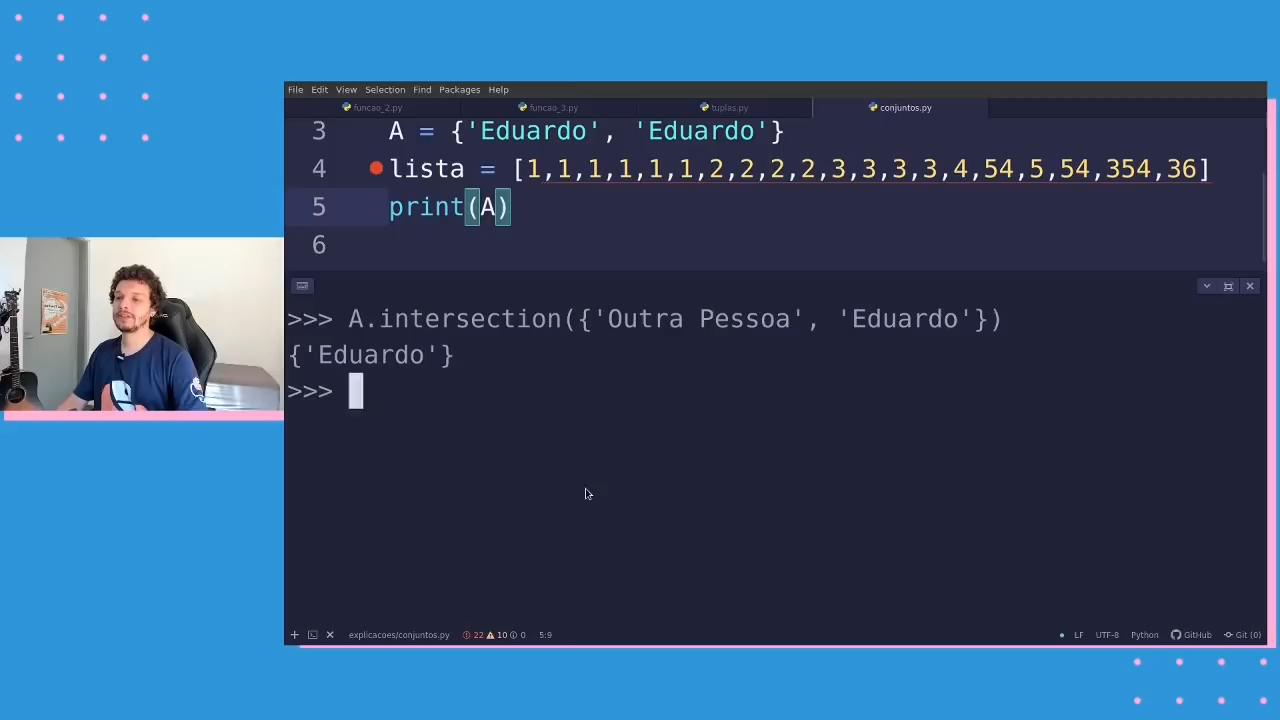 File Edit View Selection Find Packages Help
funcao_2.py funcao_3.py tuplas.py conjuntos.py
3 A = {'Eduardo', 'Eduardo'}
4 lista = [1,1,1,1,1,1,2,2,2,2,3,3,3,3,4,54,5,54,354,36]
5 print(A)
6
>>> A.intersection({'Outra Pessoa', 'Eduardo'})
{'Eduardo'}
>>>
explicacoes/conjuntos.py 22 10 0 5:9 LF UTF-8 Python GitHub Git (0)